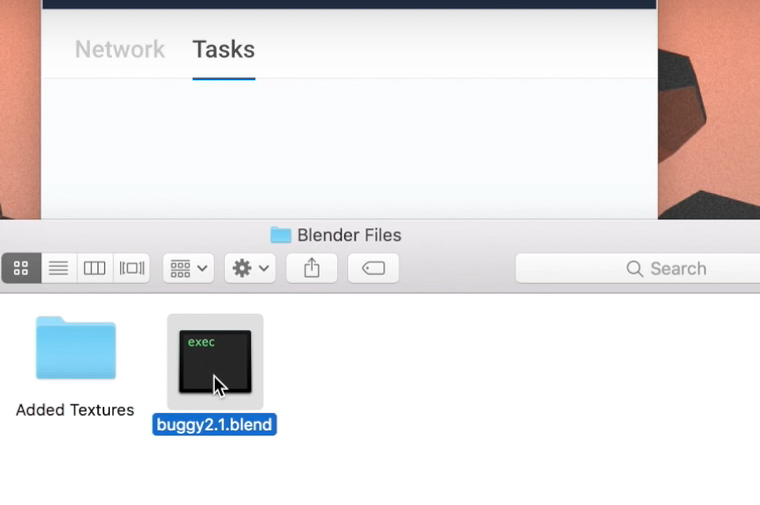 Network Tasks
Blender Files
Search
exec
Added Textures
buggy2.1.blend